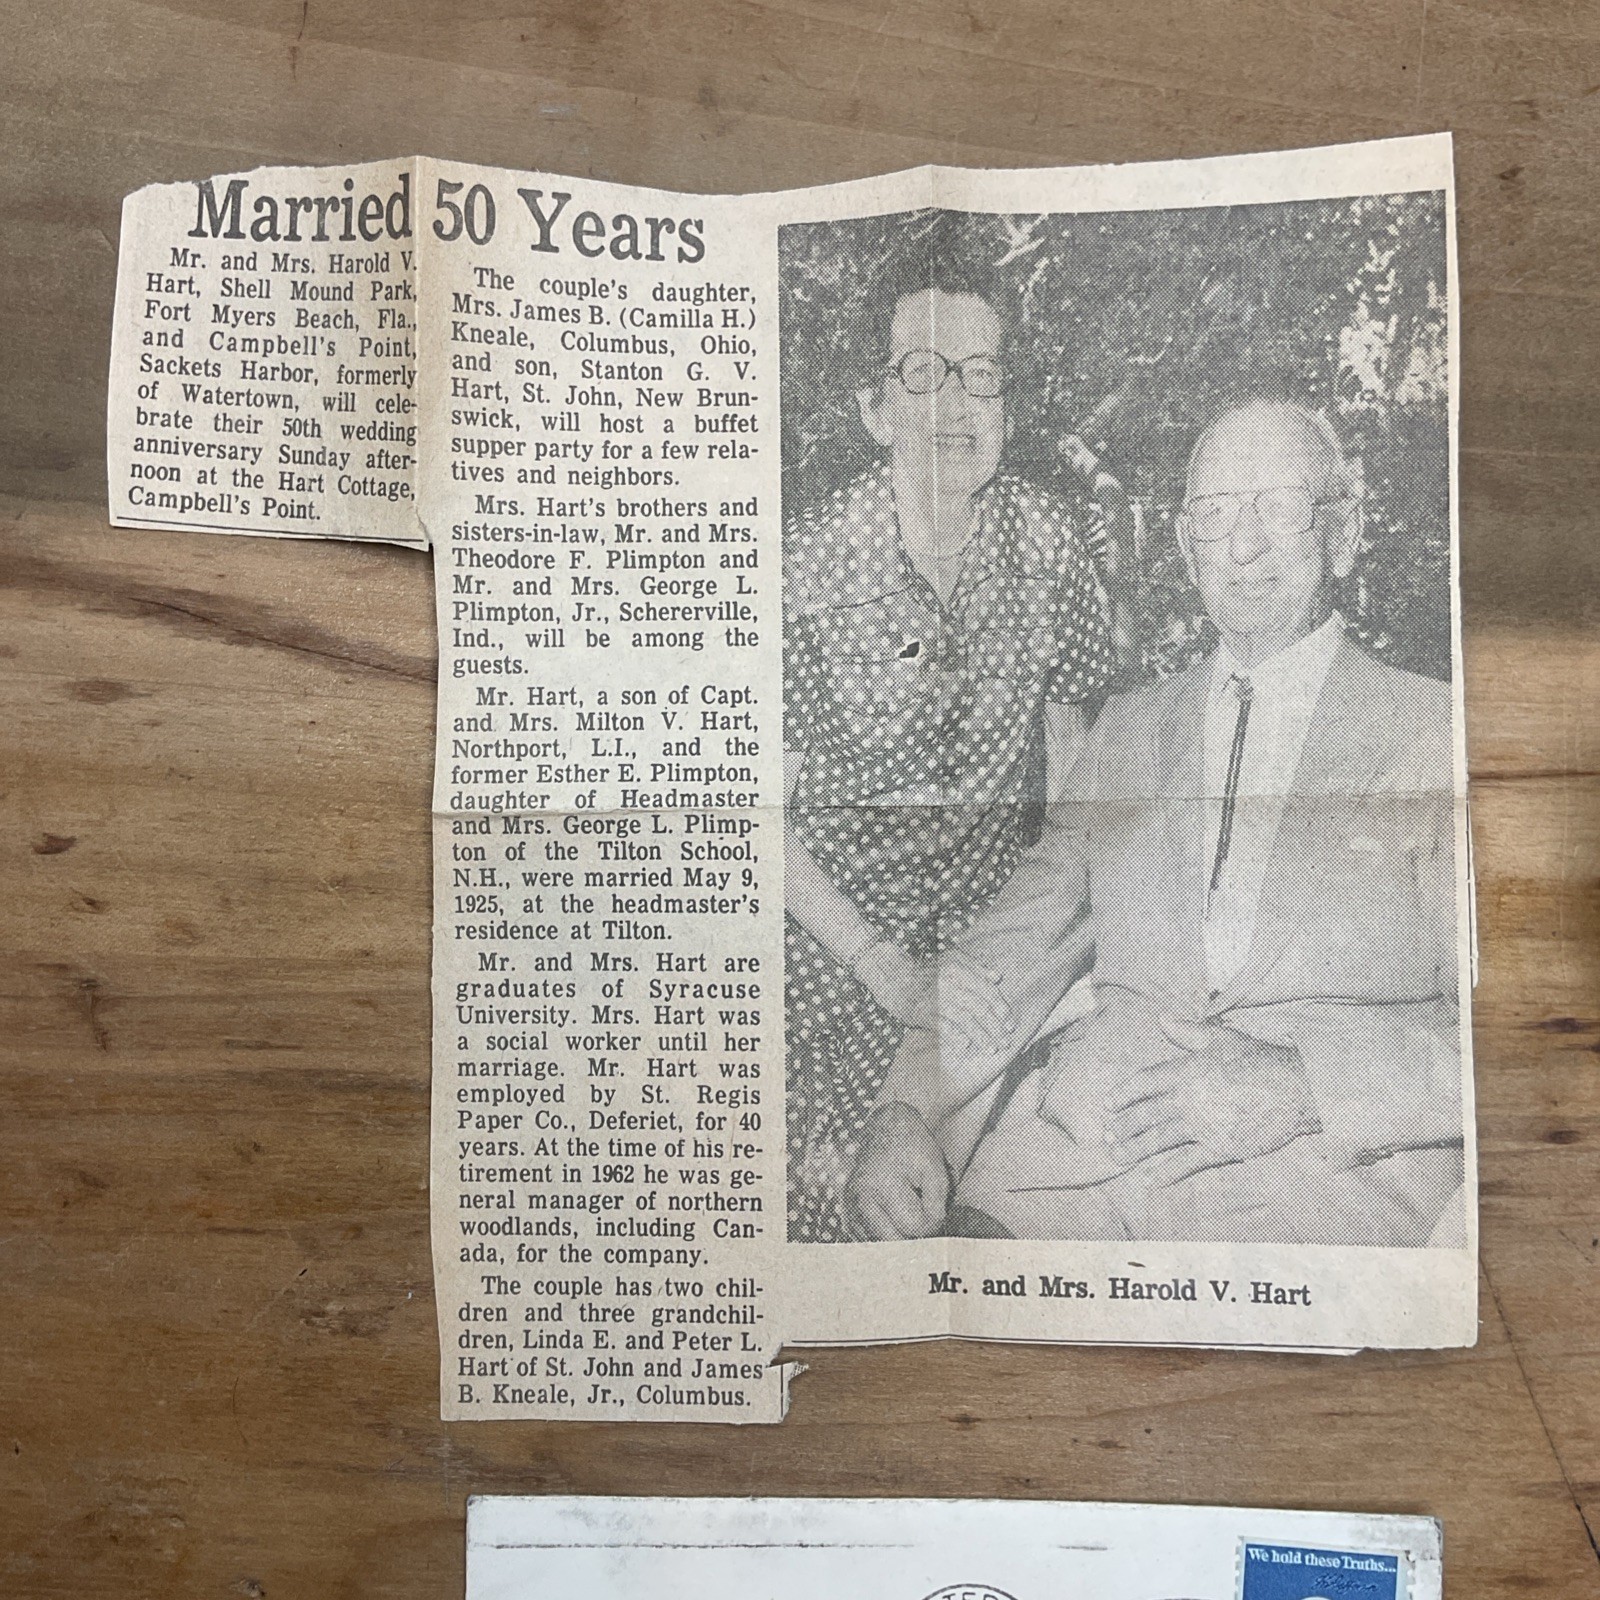 Married 50 Years
Mr. and Mrs. Harold V.
Hart, Shell Mound Park,
Fort Myers Beach, Fla.,
and Campbell's Point,
Sackets Harbor, formerly
of Watertown, will cele-
brate their 50th wedding
anniversary Sunday after-
noon at the Hart Cottage,
Campbell's Point.
The couple's daughter,
Mrs. James B. (Camilla H.)
Kneale, Columbus, Ohio,
and son, Stanton G. V.
Hart, St. John, New Brun-
swick, will host a buffet
supper party for a few rela-
tives and neighbors.
Mrs. Hart's brothers and
sisters-in-law, Mr. and Mrs.
Theodore F. Plimpton and
Mr. and Mrs. George L.
Plimpton, Jr., Schererville,
Ind., will be among the
guests.
Mr. Hart, a son of Capt.
and Mrs. Milton V. Hart,
Northport, L.I., and the
former Esther E. Plimpton,
daughter of Headmaster
and Mrs. George L. Plimp-
ton of the Tilton School,
N.H., were married May 9,
1925, at the headmaster's
residence at Tilton.
Mr. and Mrs. Hart are
graduates of Syracuse
University. Mrs. Hart was
a social worker until her
marriage. Mr. Hart was
employed by St. Regis
Paper Co., Deferiet, for 40
years. At the time of his re-
tirement in 1962 he was ge-
neral manager of northern
woodlands, including Can-
ada, for the company.
The couple has two chil-
dren and three grandchil-
dren, Linda E. and Peter L.
Hart of St. John and James
B. Kneale, Jr., Columbus.
Mr. and Mrs. Harold V. Hart
We hold these Truths...